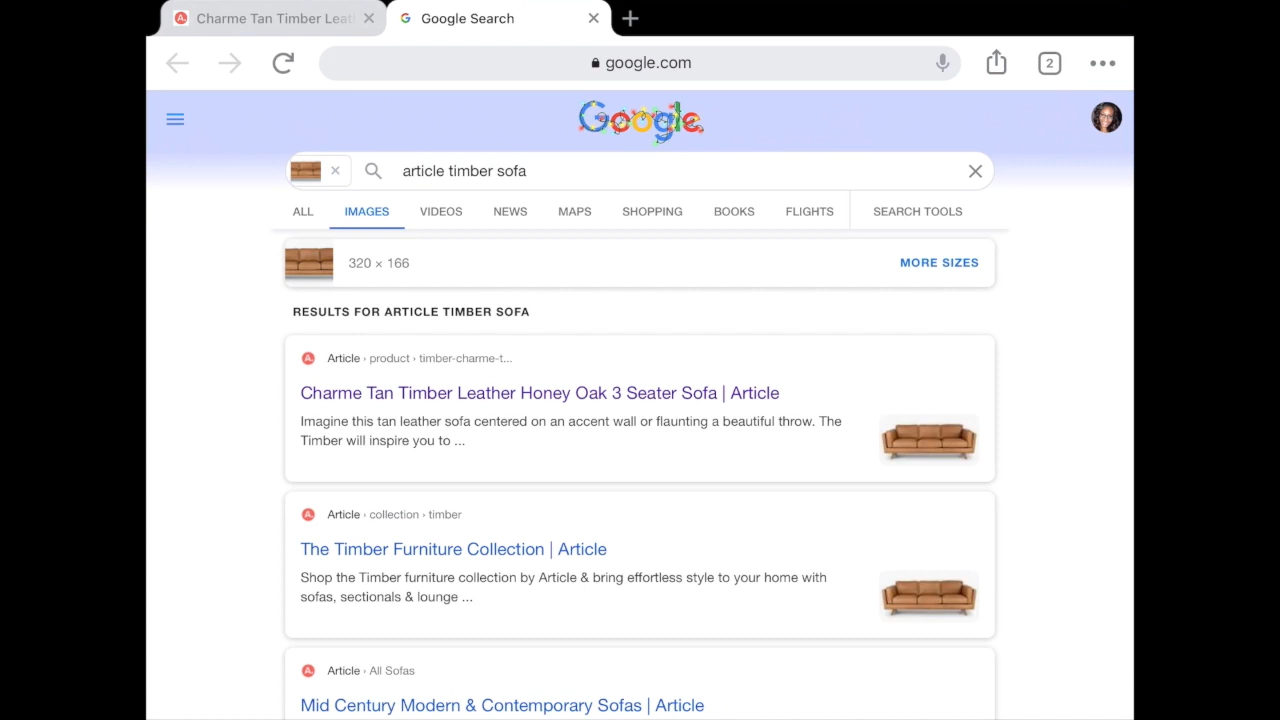 Charme Tan Timber Leat
Google Search
google.com
2
Google
article timber sofa
ALL IMAGES VIDEOS NEWS MAPS SHOPPING BOOKS FLIGHTS SEARCH TOOLS
320 × 166 MORE SIZES
RESULTS FOR ARTICLE TIMBER SOFA
A. Article › product › timber-charme-t...
Charme Tan Timber Leather Honey Oak 3 Seater Sofa | Article
Imagine this tan leather sofa centered on an accent wall or flaunting a beautiful throw. The
Timber will inspire you to ...
A. Article › collection › timber
The Timber Furniture Collection | Article
Shop the Timber furniture collection by Article & bring effortless style to your home with
sofas, sectionals & lounge ...
A. Article › All Sofas
Mid Century Modern & Contemporary Sofas | Article